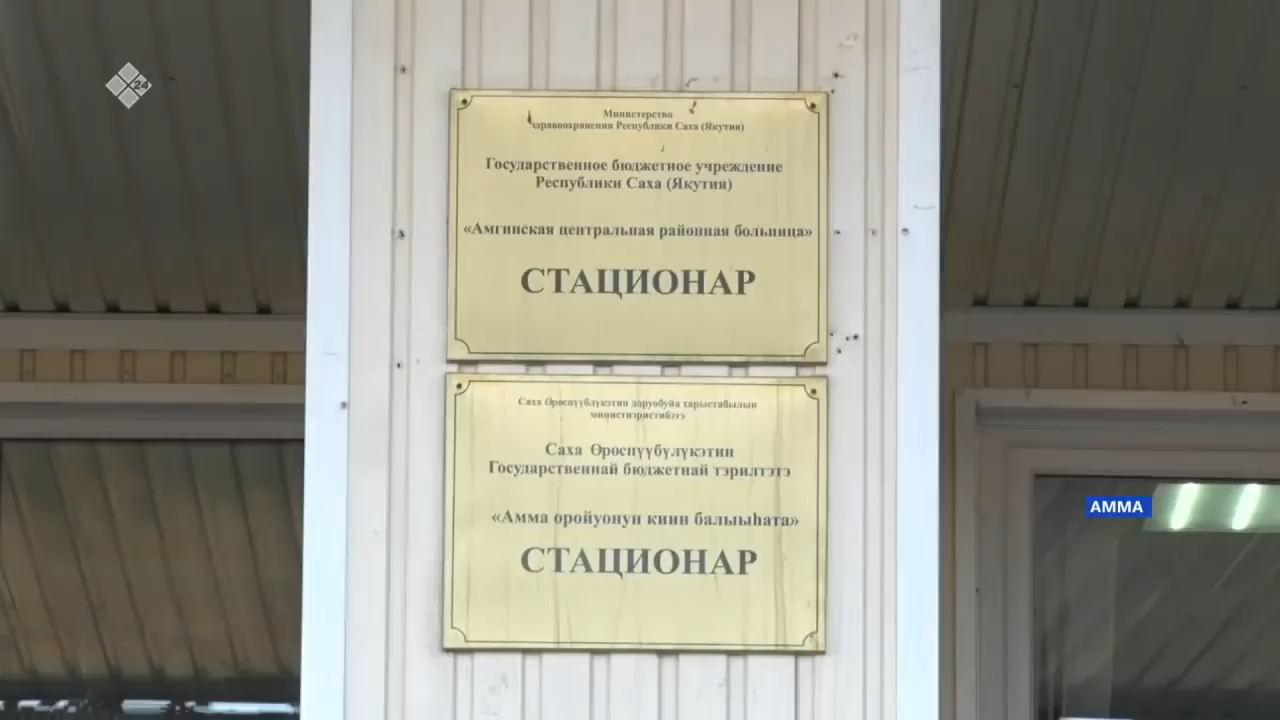 X24
Министерство
здравоохранения Республики Саха (Якутия)
Государственное бюджетное учреждение
Республики Саха (Якутия)
«Амгинская центральная районная больница»
СТАЦИОНАР
Саха Өрөспүүбүлүкэтин доруобуйа харыстабылын
министиэристибэтэ
Саха Өрөспүүбүлүкэтин
Государственнай бюджетнай тэрилтэтэ
«Амма оройуонун киин балыыһата»
СТАЦИОНАР
АММА